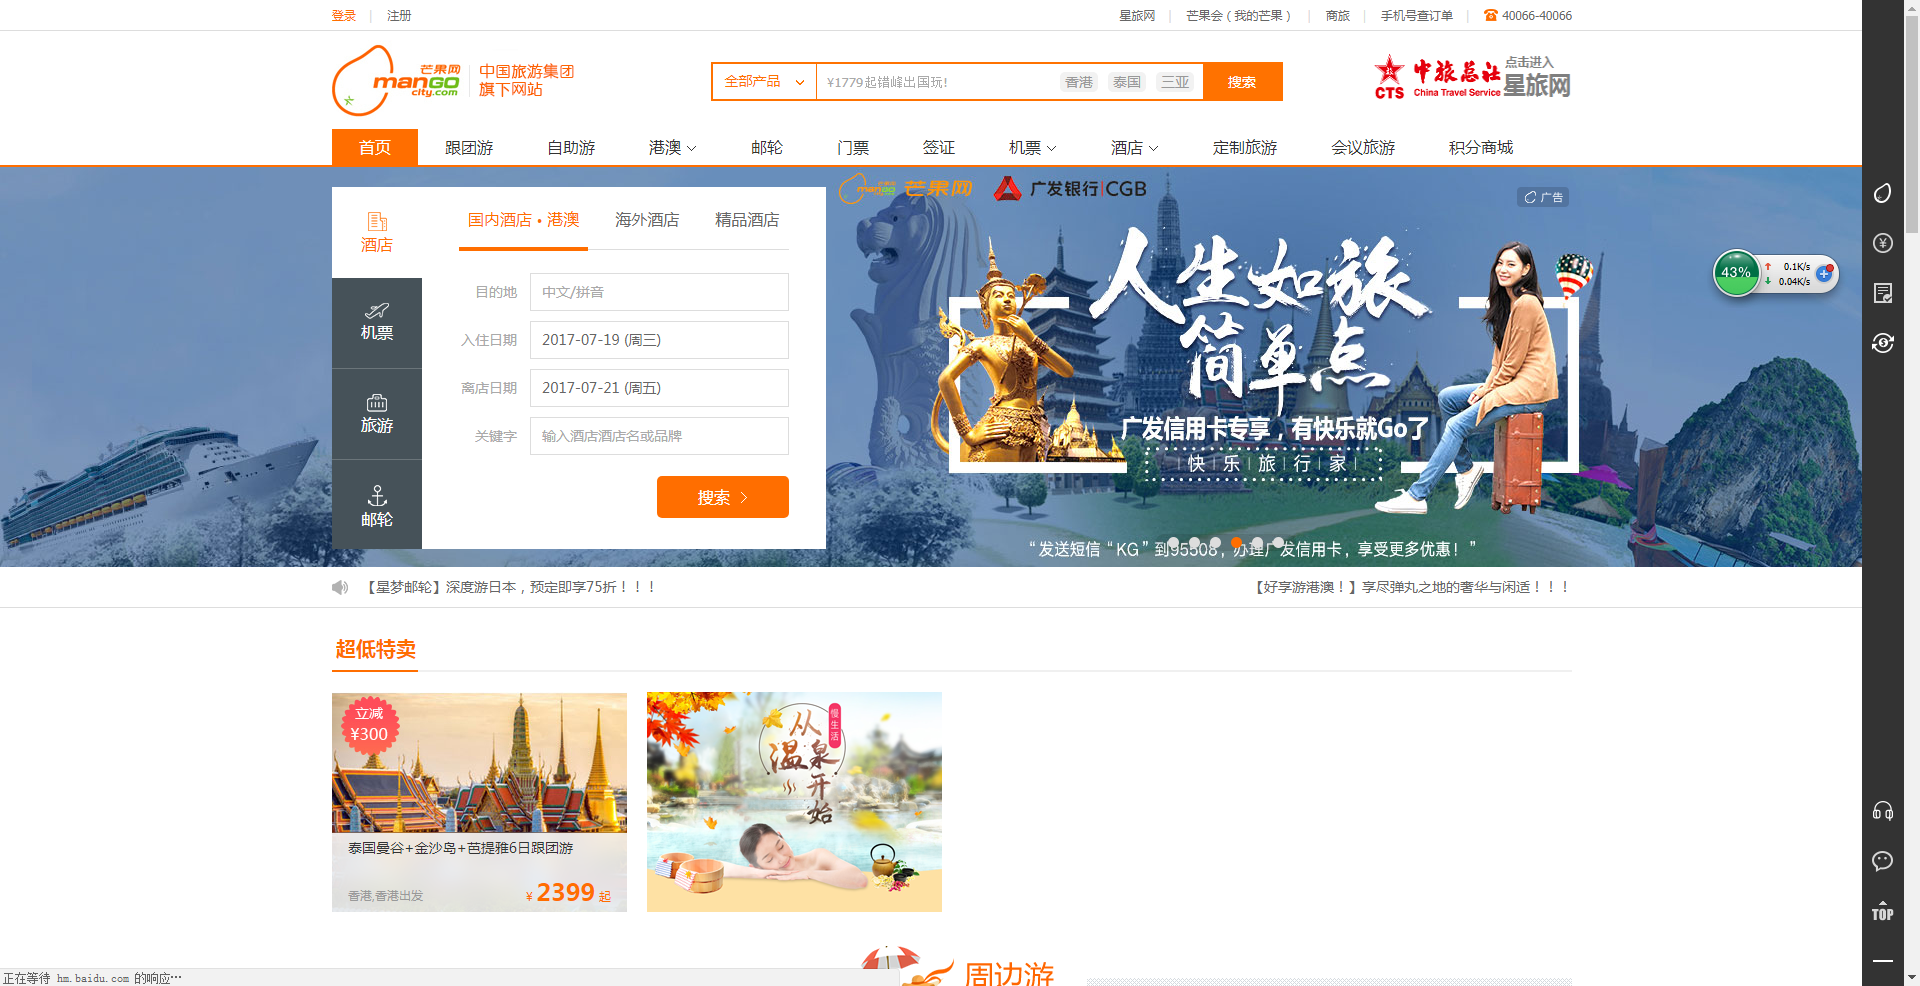 登录 | 注册
星旅网 | 芒果会 ( 我的芒果 ) | 商旅 | 手机号查订单 | 40066-40066
芒果网
manGO
city.com
中国旅游集团
旗下网站
全部产品
¥1779起错峰出国玩!
香港 泰国 三亚
搜索
CTS
中旅总社
China Travel Service
点击进入
星旅网
首页 跟团游 自助游 港澳 邮轮 门票 签证 机票 酒店 定制旅游 会议旅游 积分商城
芒果网 广发银行|CGB
广告
酒店
机票
旅游
邮轮
国内酒店 • 港澳 海外酒店 精品酒店
目的地 中文/拼音
入住日期 2017-07-19 (周三)
离店日期 2017-07-21 (周五)
关键字 输入酒店酒店名或品牌
搜索
人生如旅
简单点
广发信用卡专享，有快乐就Go了
快 | 乐 | 旅 | 行 | 家
“发送短信“KG”到95508，办理广发信用卡，享受更多优惠！”
43%
0.1K/s
0.04K/s
【星梦邮轮】深度游日本，预定即享75折！！！
【好享游港澳！】享尽弹丸之地的奢华与闲适！！！
超低特卖
立减
¥300
泰国曼谷+金沙岛+芭提雅6日跟团游
香港,香港出发
¥ 2399 起
从
温泉
开
始
慢生活
周边游
TOP
正在等待 hm.baidu.com 的响应…